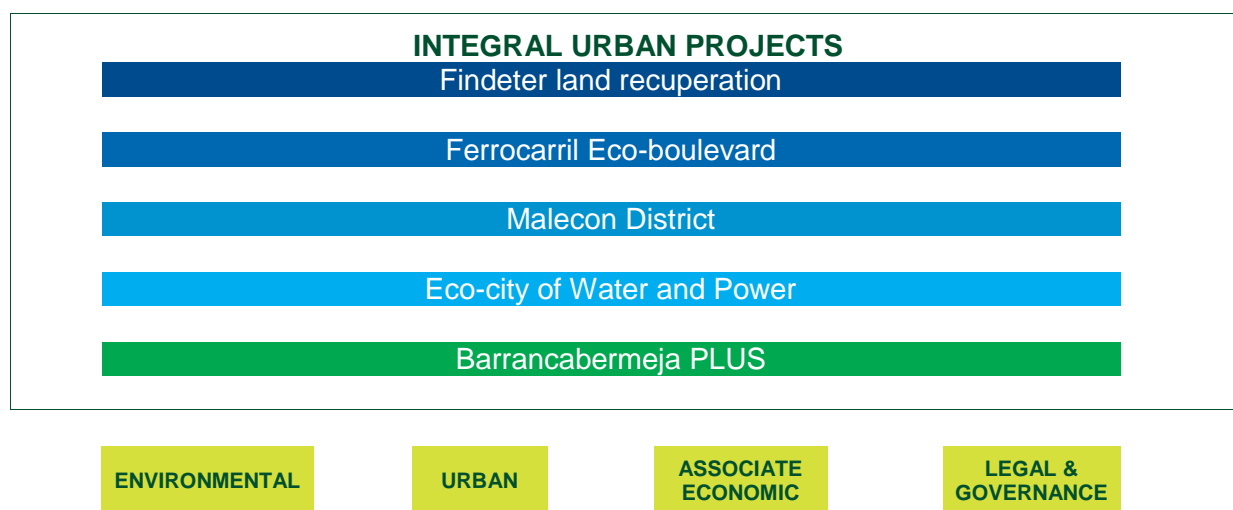 INTEGRAL URBAN PROJECTS
Findeter land recuperation
Ferrocarril Eco-boulevard
Malecon District
Eco-city of Water and Power
Barrancabermeja PLUS
ENVIRONMENTAL
URBAN
ASSOCIATE
ECONOMIC
LEGAL &
GOVERNANCE